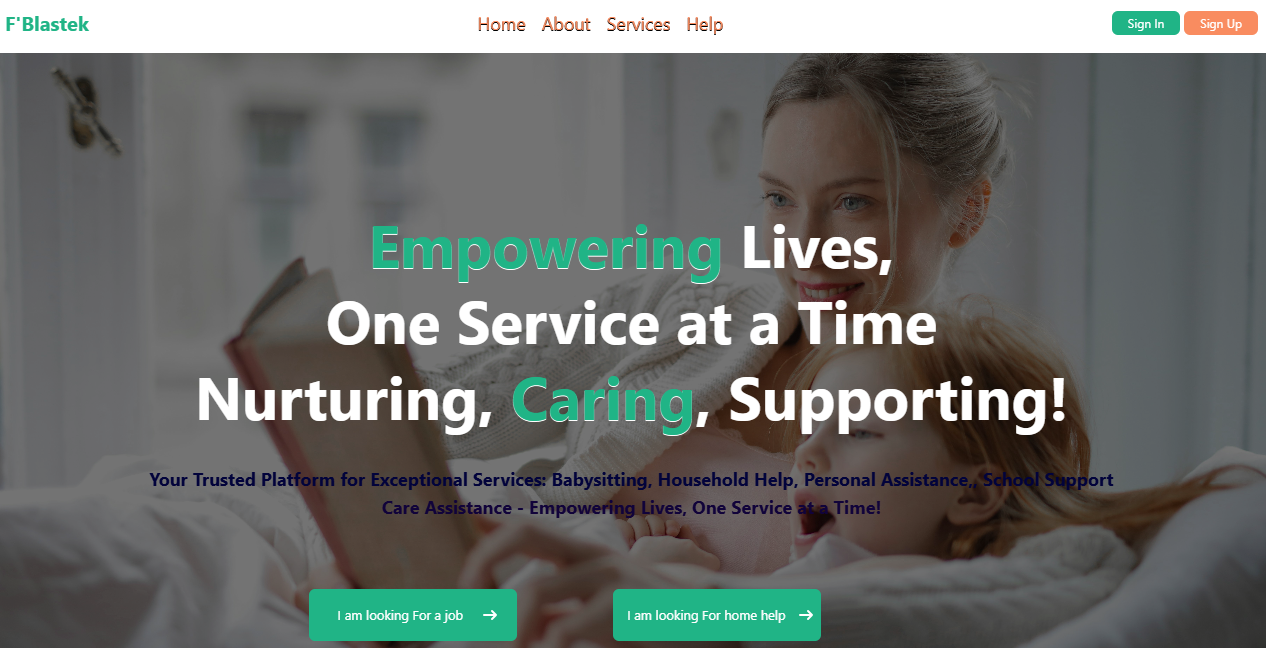 F'Blastek
Home About Services Help
Sign In Sign Up
Empowering Lives,
One Service at a Time
Nurturing, Caring, Supporting!
Your Trusted Platform for Exceptional Services: Babysitting, Household Help, Personal Assistance,, School Support
Care Assistance - Empowering Lives, One Service at a Time!
I am looking For a job
I am looking For home help